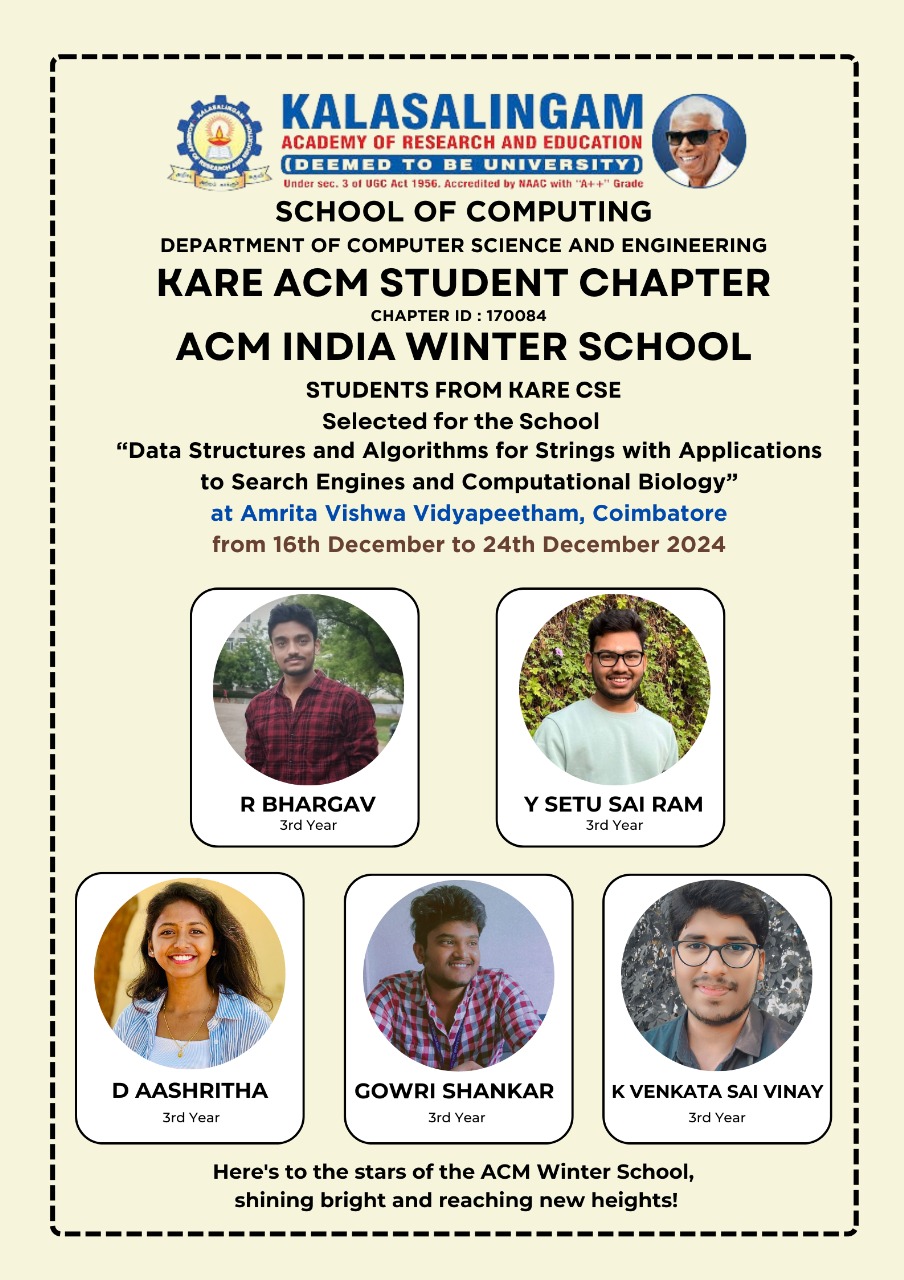 KALASALINGAM
ACADEMY OF RESEARCH AND EDUCATION
(DEEMED TO BE UNIVERSITY)
Under sec. 3 of UGC Act 1956. Accredited by NAAC with "A++" Grade
SCHOOL OF COMPUTING
DEPARTMENT OF COMPUTER SCIENCE AND ENGINEERING
KARE ACM STUDENT CHAPTER
CHAPTER ID : 170084
ACM INDIA WINTER SCHOOL
STUDENTS FROM KARE CSE
Selected for the School
“Data Structures and Algorithms for Strings with Applications
to Search Engines and Computational Biology”
at Amrita Vishwa Vidyapeetham, Coimbatore
from 16th December to 24th December 2024
R BHARGAV
3rd Year
Y SETU SAI RAM
3rd Year
D AASHRITHA
3rd Year
GOWRI SHANKAR
3rd Year
K VENKATA SAI VINAY
3rd Year
Here's to the stars of the ACM Winter School,
shining bright and reaching new heights!